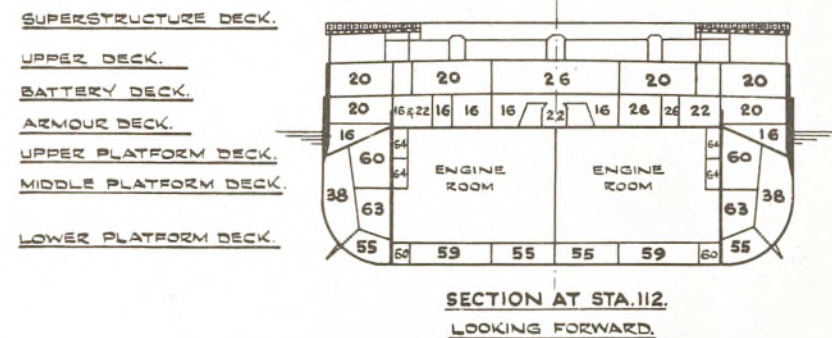 SUPERSTRUCTURE DECK.
UPPER DECK.
BATTERY DECK.
ARMOUR DECK.
UPPER PLATFORM DECK.
MIDDLE PLATFORM DECK.
LOWER PLATFORM DECK.
20 20 26 20 20
20 16 & 22 16 16 16 22 16 26 26 22 20
16 16
60 64 64 60
64 64
ENGINE ROOM
ENGINE ROOM
38 38
63 63
55 60 59 55 55 59 60 55
SECTION AT STA.112.
LOOKING FORWARD.